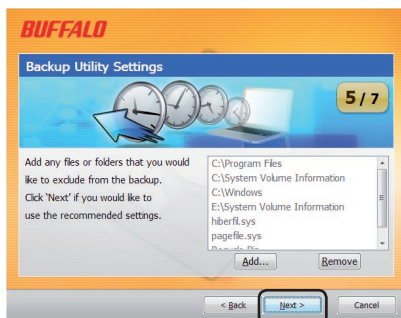 BUFFALO
Backup Utility Settings
5 / 7
Add any files or folders that you would
like to exclude from the backup.
Click 'Next' if you would like to
use the recommended settings.
C:\Program Files
C:\System Volume Information
C:\Windows
E:\System Volume Information
hiberfil.sys
pagefile.sys
Add...
Remove
< Back
Next >
Cancel